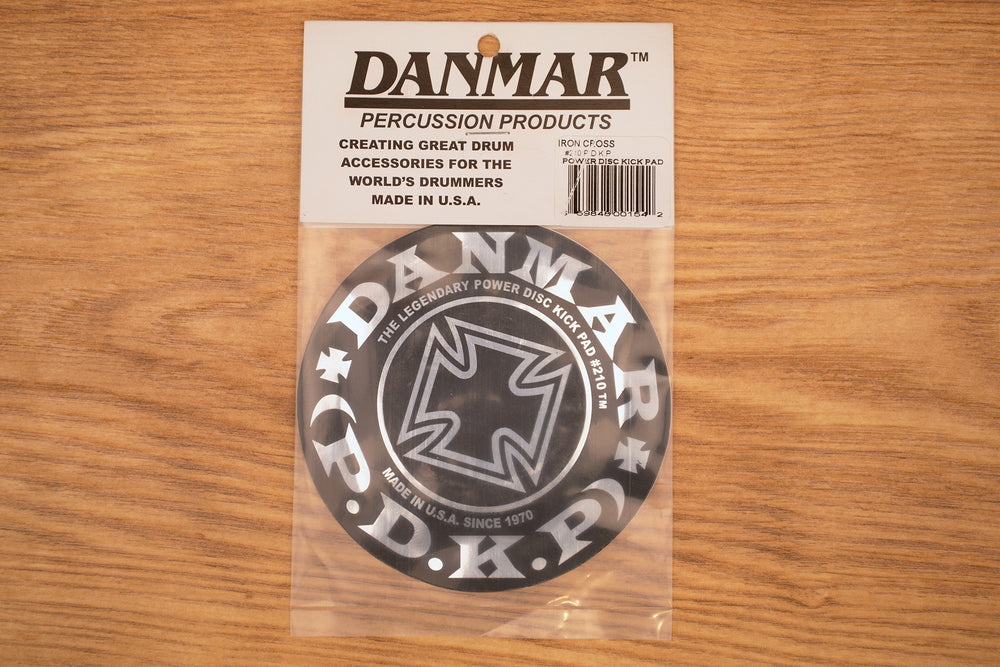 DANMAR™
PERCUSSION PRODUCTS
CREATING GREAT DRUM
ACCESSORIES FOR THE
WORLD'S DRUMMERS
MADE IN U.S.A.
IRON CROSS
POWER DISC KICK PAD
DANMAR
THE LEGENDARY POWER DISC KICK PAD #210 TM
MADE IN U.S.A. SINCE 1970
P.D.K.P